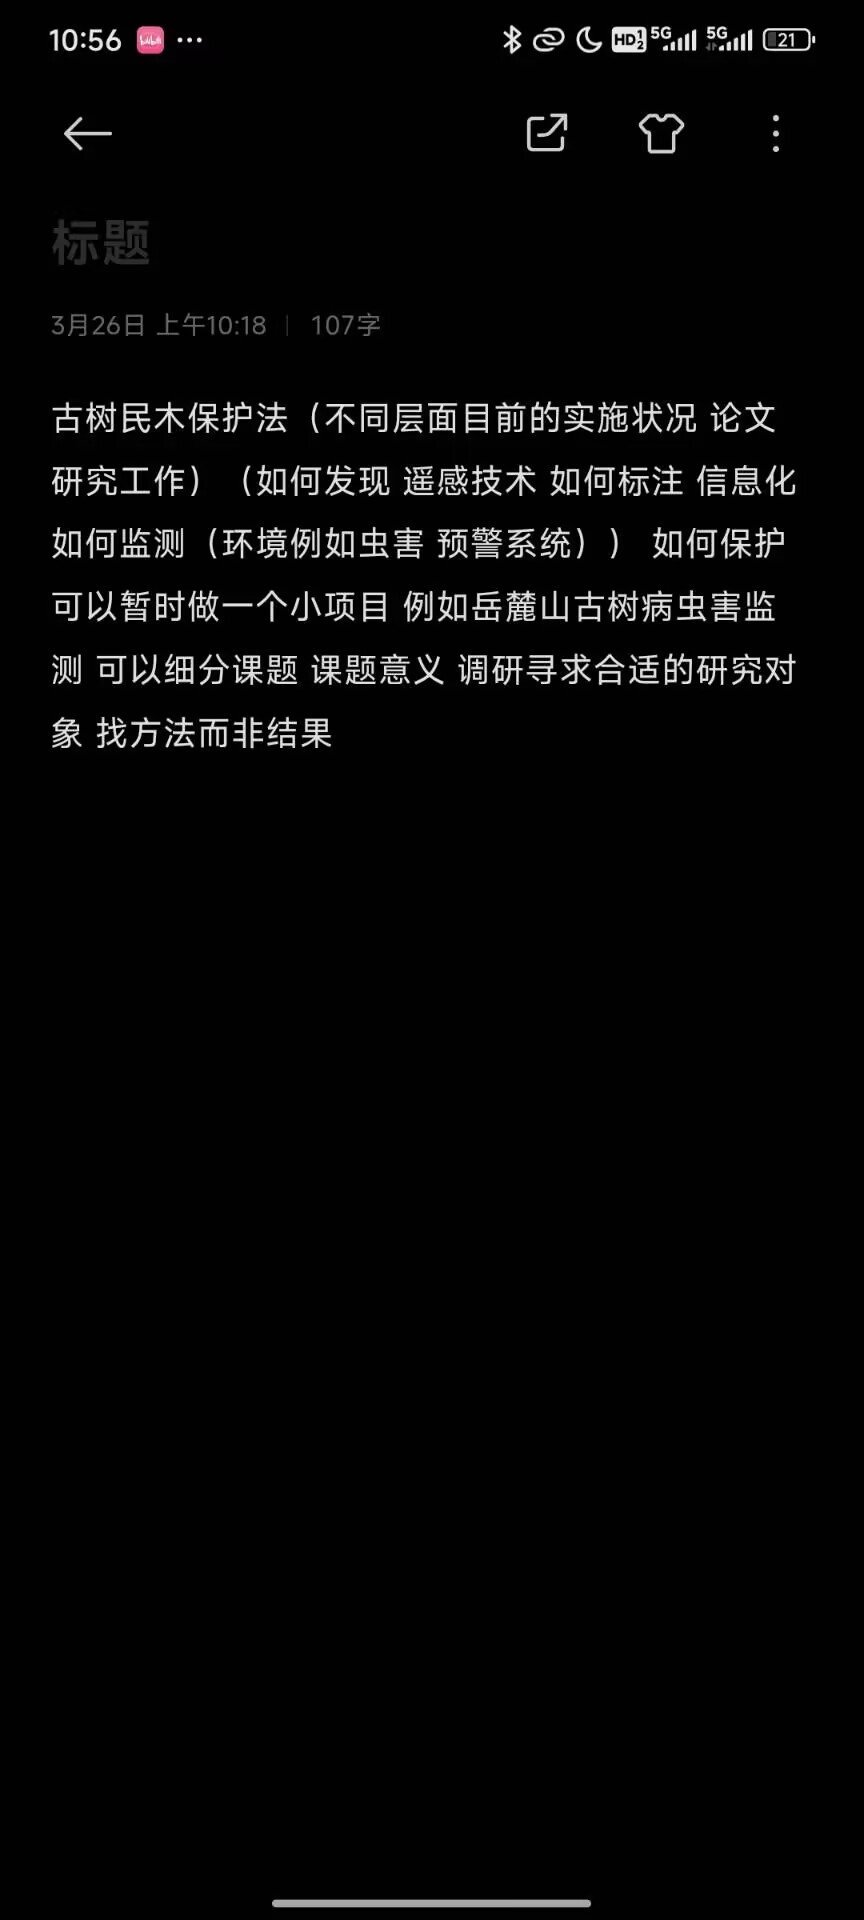 10:56 bilibili ··· HD 1 2 5G 5G 21
标题
3月26日 上午10:18 | 107字
古树民木保护法（不同层面目前的实施状况 论文
研究工作）（如何发现 遥感技术 如何标注 信息化
如何监测（环境例如虫害 预警系统）） 如何保护
可以暂时做一个小项目 例如岳麓山古树病虫害监
测 可以细分课题 课题意义 调研寻求合适的研究对
象 找方法而非结果